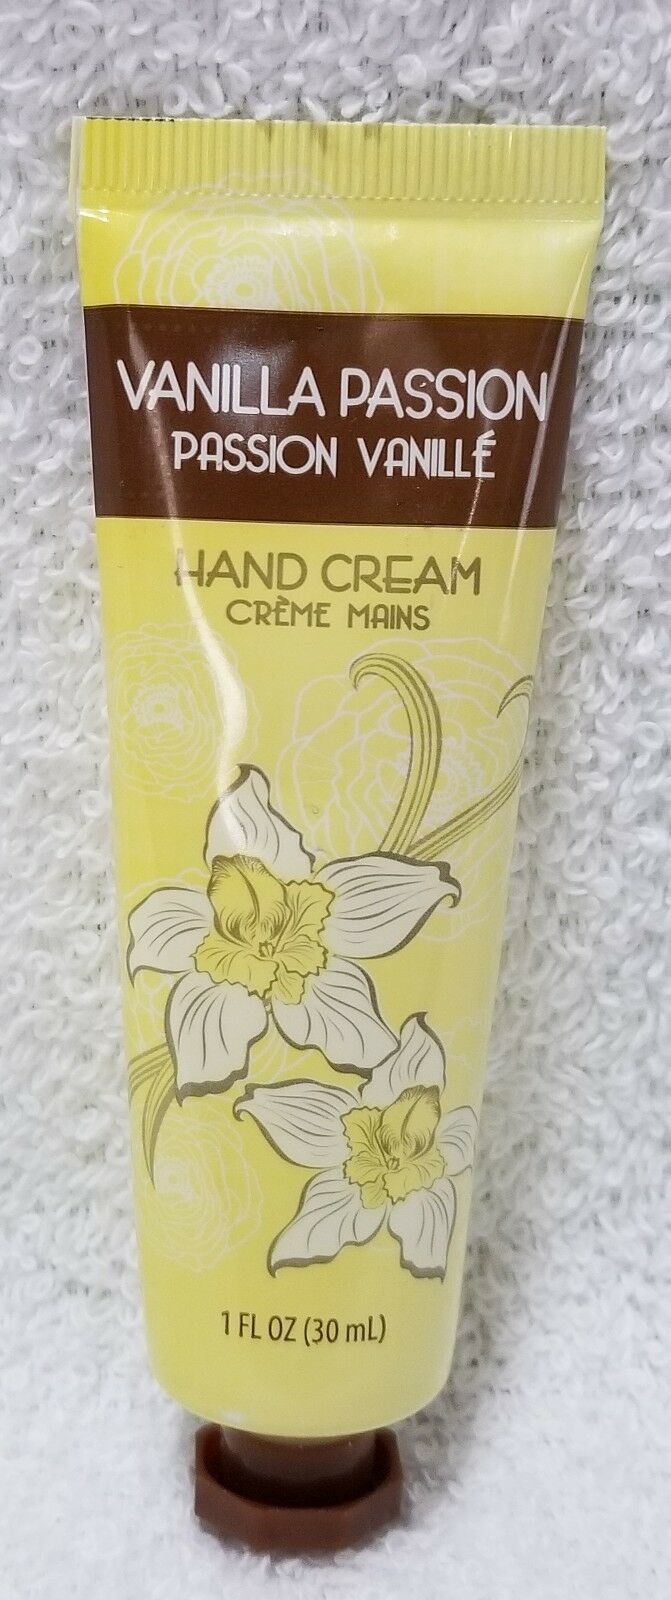 VANILLA PASSION
PASSION VANILLÉ
HAND CREAM
CRÈME MAINS
1 FL OZ (30 mL)